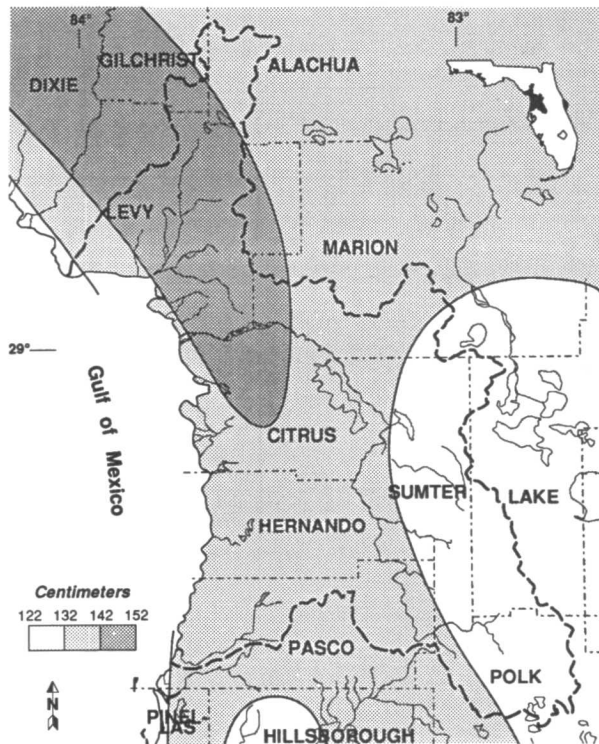 84° 83°
GILCHRIST
ALACHUA
DIXIE
LEVY
MARION
29°
Gulf of Mexico
CITRUS
SUMTER
LAKE
HERNANDO
Centimeters
122 132 142 152
PASCO
POLK
N
PINEL-
LAS
HILLSBOROUGH